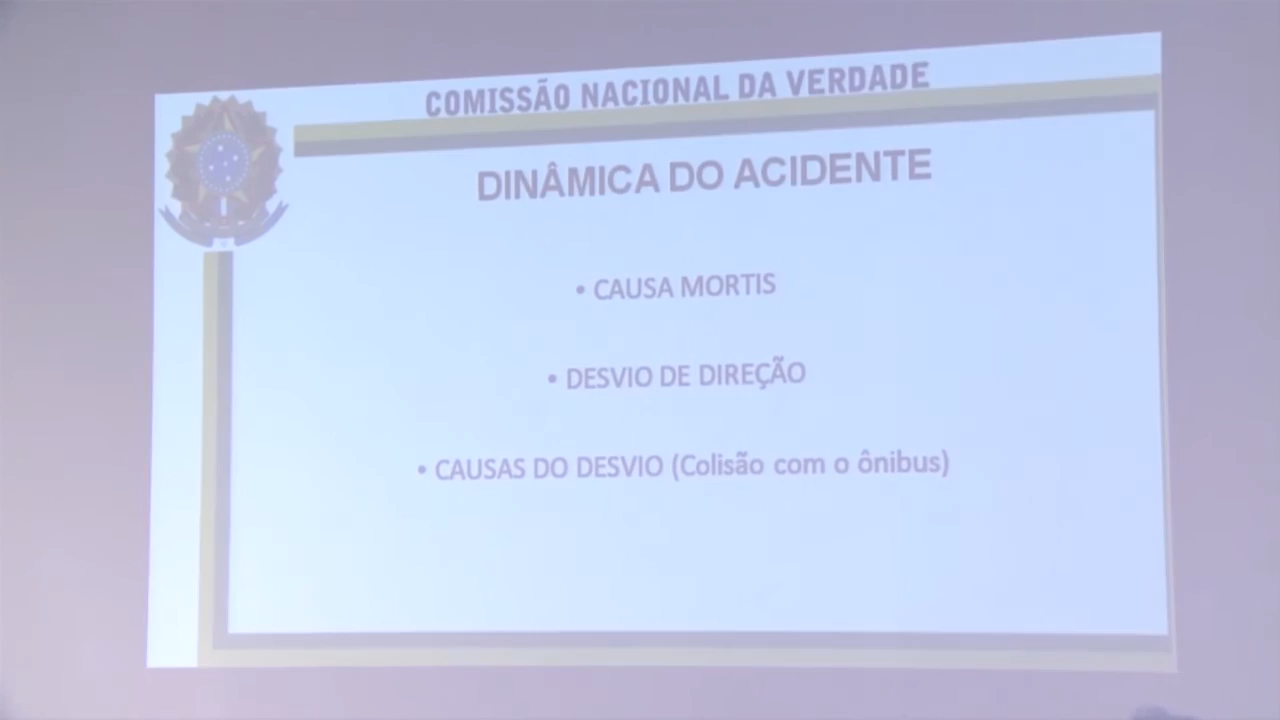 COMISSÃO NACIONAL DA VERDADE
DINÂMICA DO ACIDENTE
• CAUSA MORTIS
• DESVIO DE DIREÇÃO
• CAUSAS DO DESVIO (Colisão com o ônibus)